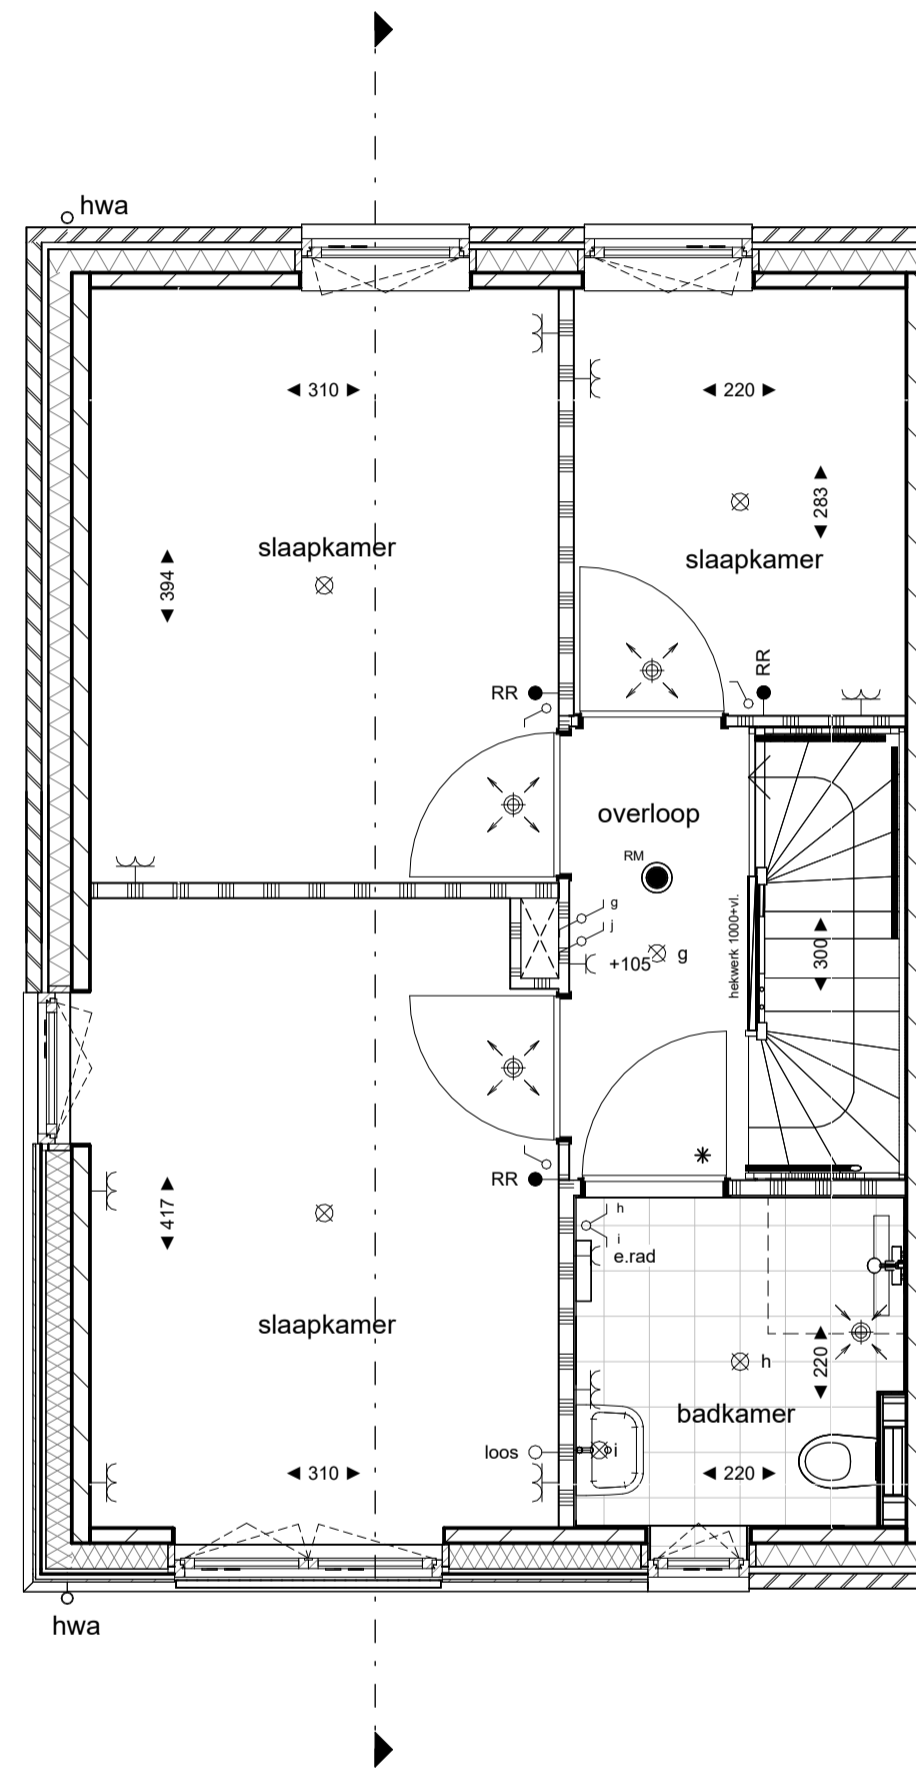 hwa
310
220
283
slaapkamer
slaapkamer
394
RR
RR
overloop
RM
g
j
+105
g
hekwerk 1000+vl.
300
RR
417
h
i
e.rad
slaapkamer
220
h
badkamer
loos
i
310
220
hwa